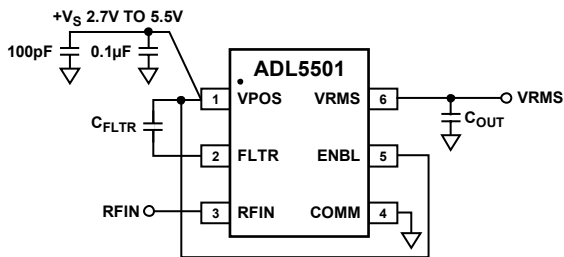 +VS 2.7V TO 5.5V
100pF 0.1µF
ADL5501
1 VPOS VRMS 6 VRMS
CFLTR COUT
2 FLTR ENBL 5
RFIN 3 RFIN COMM 4